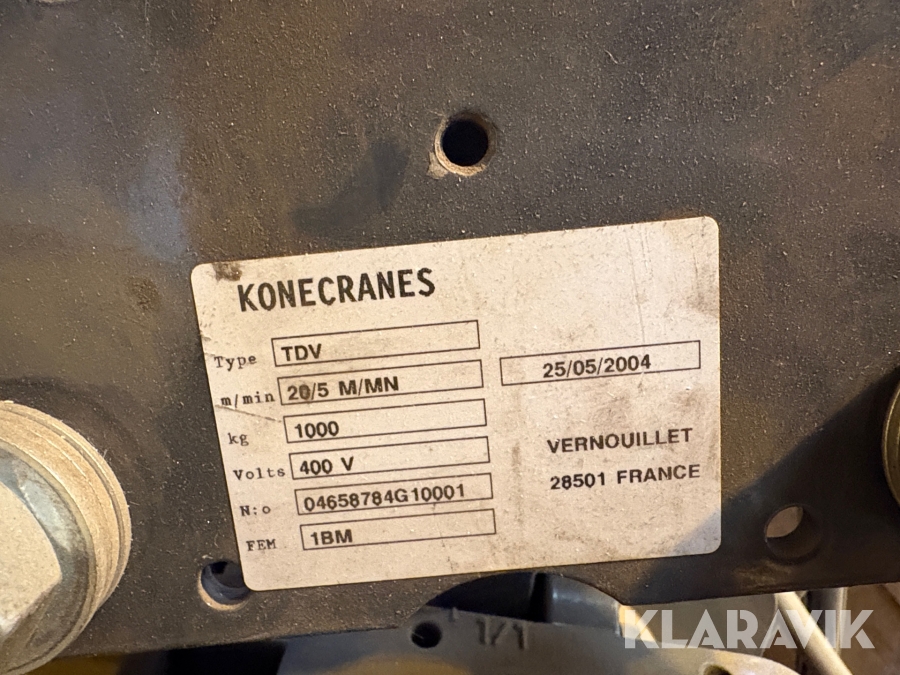 KONECRANES
Type TDV
m/min 20/5 M/MN
25/05/2004
kg 1000
Volts 400 V
VERNOUILLET
N:o 04658784G10001
28501 FRANCE
FEM 1BM
1/1
KLARAVIK